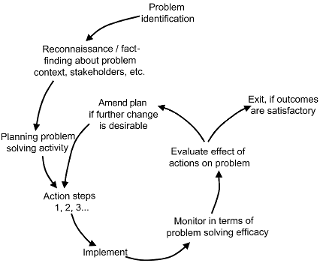 Problem
identification
Reconnaissance / fact-
finding about problem
context, stakeholders, etc.
Planning problem
solving activity
Action steps
1, 2, 3...
Implement
Monitor in terms of
problem solving efficacy
Evaluate effect of
actions on problem
Amend plan
if further change
is desirable
Exit, if outcomes
are satisfactory